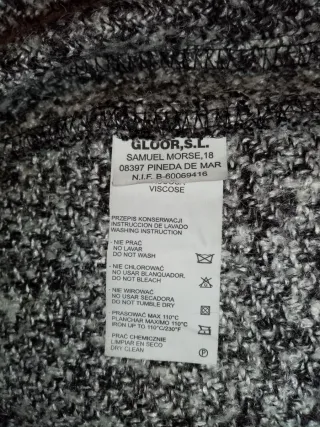 GLOOR,S.L.
SAMUEL MORSE,18
08397 PINEDA DE MAR
N.I.F. B-60069416
VISCOSE
PRZEPIS KONSERWACJI
INSTRUCCION DE LAVADO
WASHING INSTRUCTION
- NIE PRAĆ
NO LAVAR
DO NOT WASH
- NIE CHLOROWAĆ
NO USAR BLANQUADOR
DO NOT BLEACH
- NIE WIROWAĆ
NO USAR SECADORA
DO NOT TUMBLE DRY
- PRASOWAĆ MAX 110°C
PLANCHAR MAXIMO 110°C
IRON UP TO 110°C/230°F
- PRAĆ CHEMICZNIE
LIMPIAR EN SECO
DRY CLEAN
P